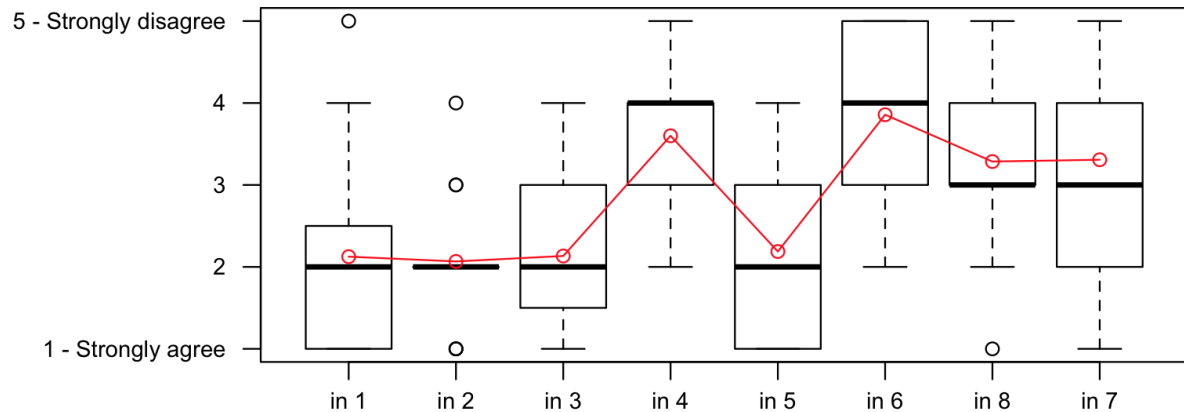 5 - Strongly disagree
4
3
2
1 - Strongly agree
in 1 in 2 in 3 in 4 in 5 in 6 in 8 in 7